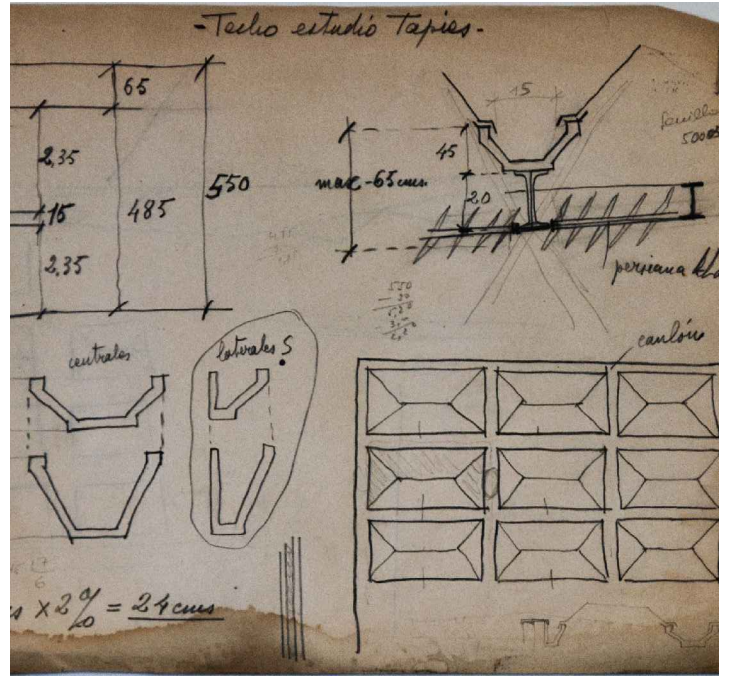 - Techo estudio Tapies -
65
15
2,35
45
max - 65 cms.
550
20
15
485
2,35
persiana
550
centrales
laterales ?
canlón
x 2% = 24 cms